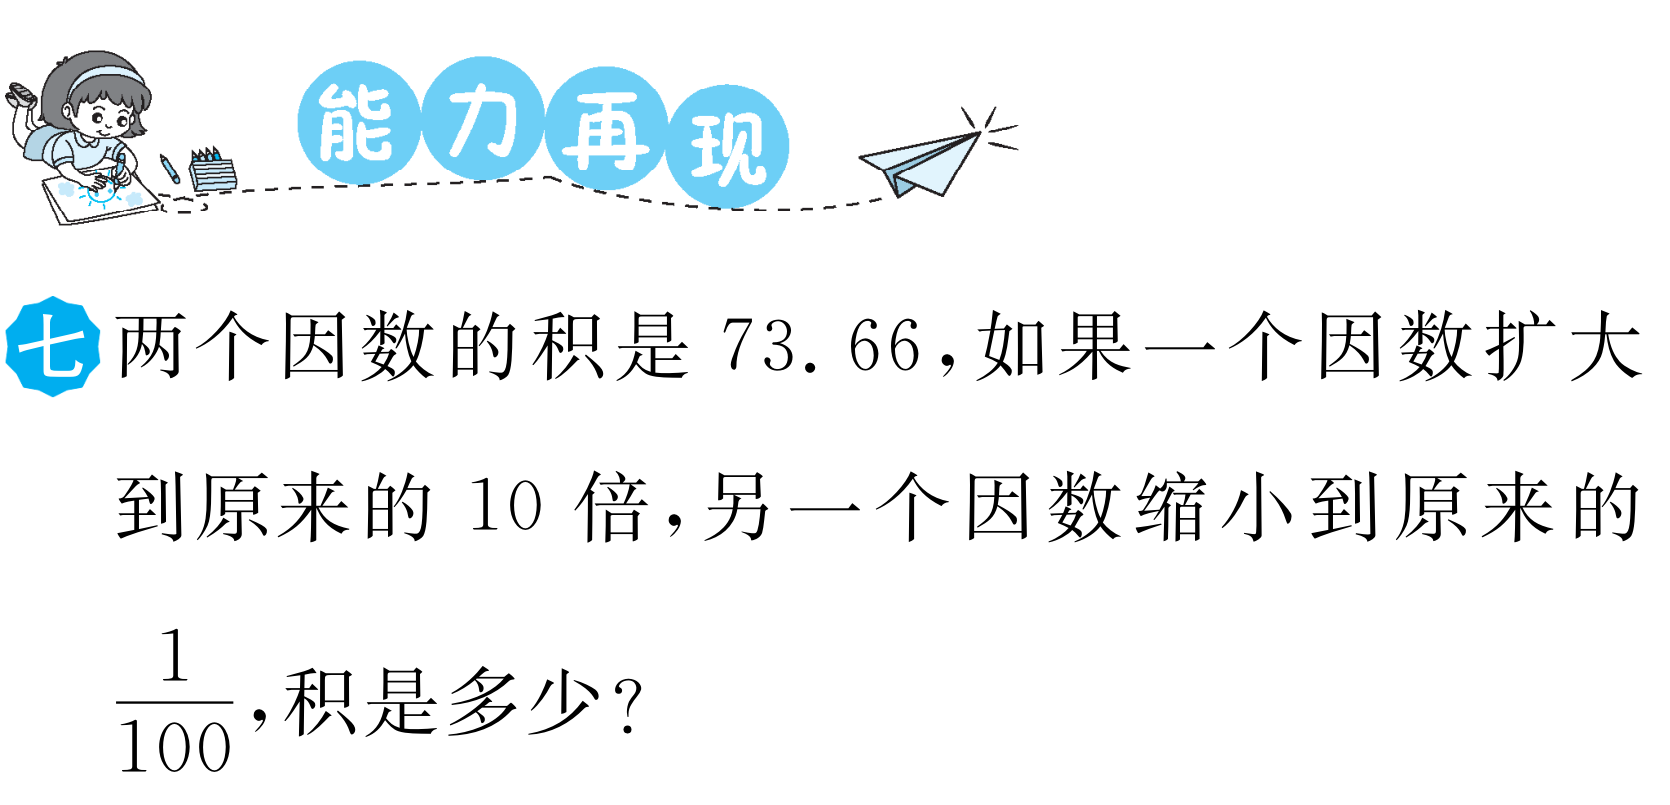 能力再现
七 两个因数的积是 73.66,如果一个因数扩大
到原来的 10 倍,另一个因数缩小到原来的
1/100,积是多少?